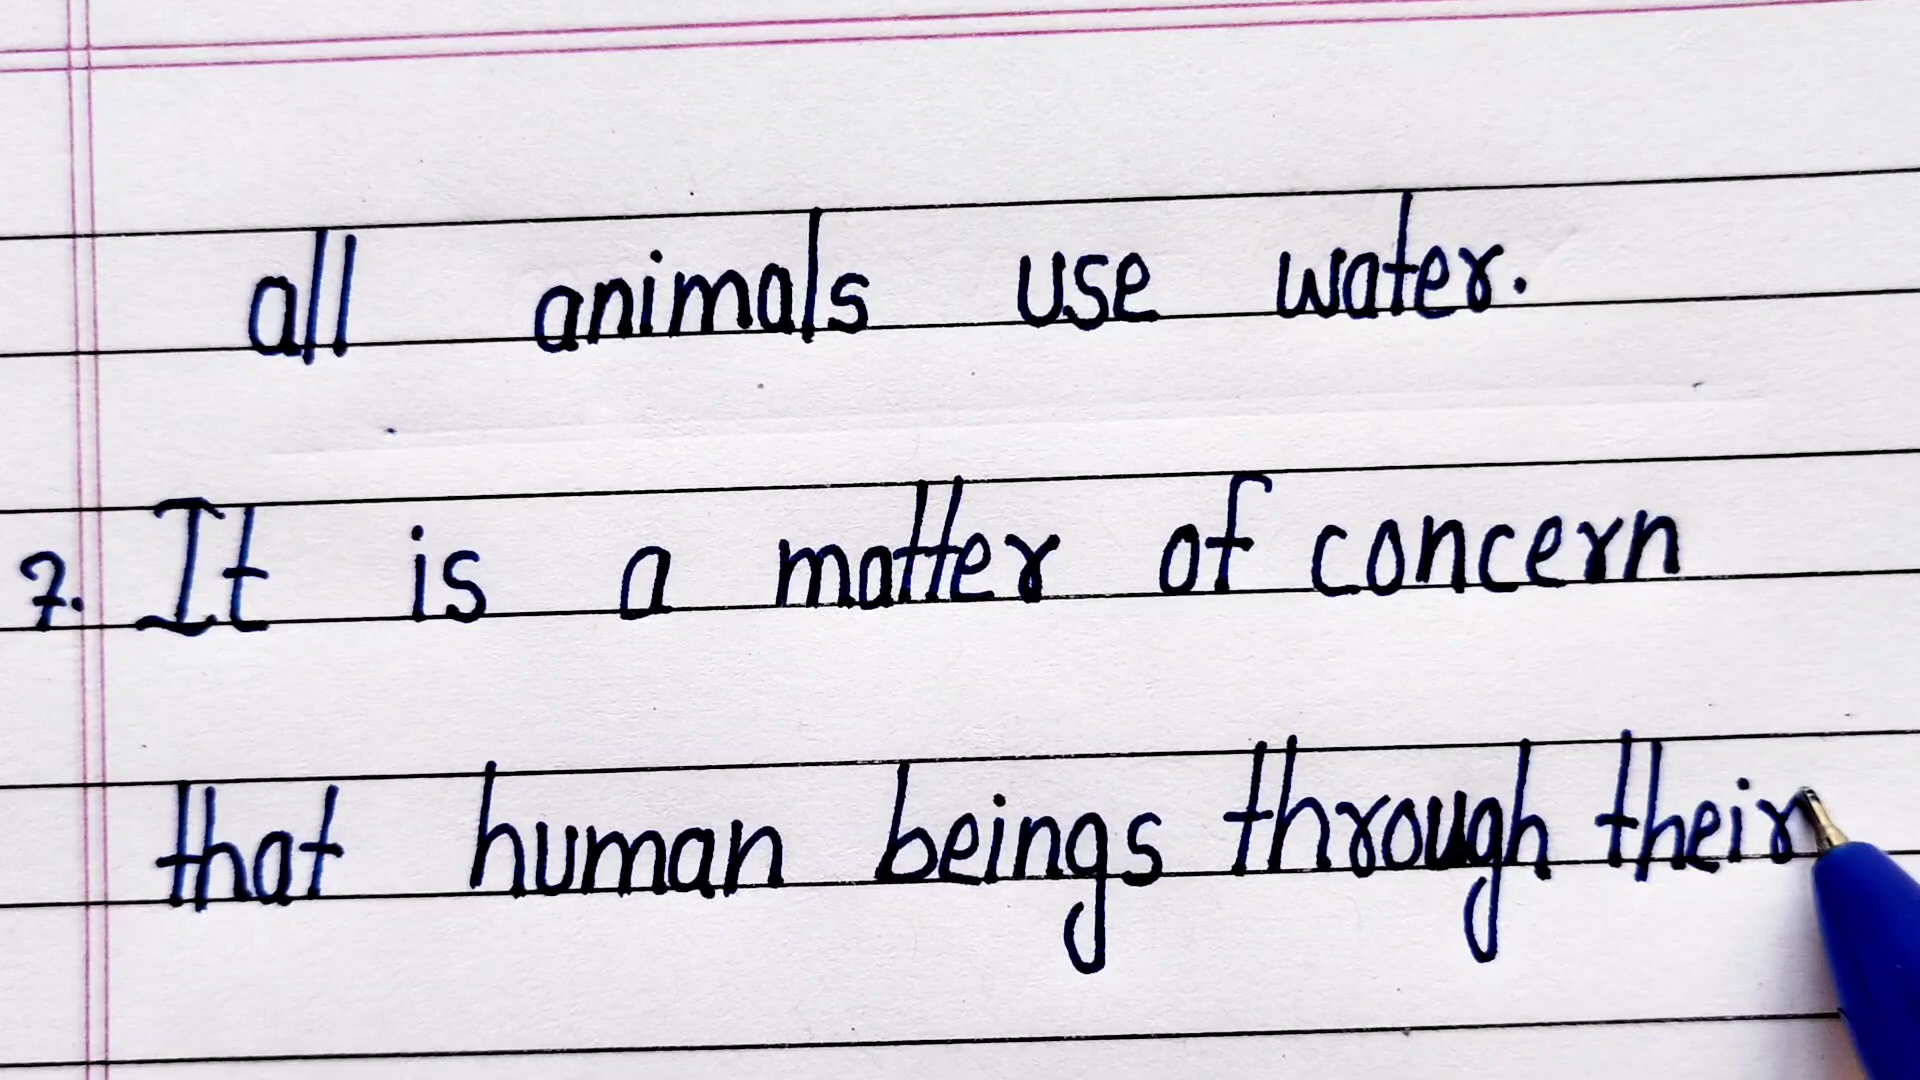 all animals use water.
7. It is a matter of concern
that human beings through their